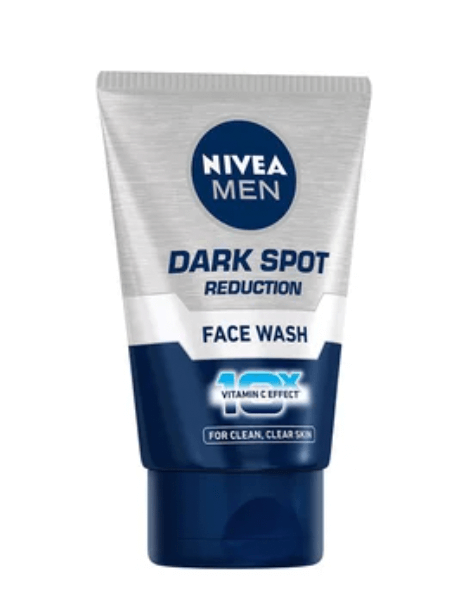 NIVEA
MEN
DARK SPOT
REDUCTION
FACE WASH
10X
VITAMIN C EFFECT*
FOR CLEAN, CLEAR SKIN